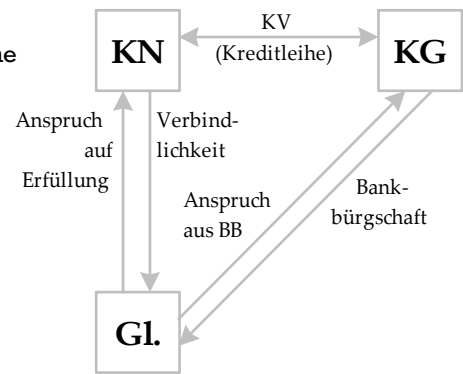 KV
KN
(Kreditleihe)
KG
Anspruch
auf
Erfüllung
Verbind-
lichkeit
Anspruch
aus BB
Bank-
bürgschaft
Gl.